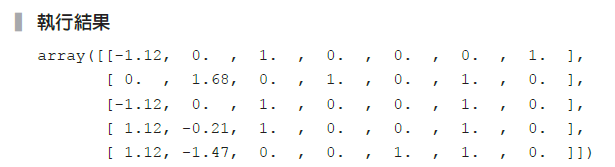 執行結果
array([[-1.12,  0.  ,  1.  ,  0.  ,  0.  ,  0.  ,  1.  ],
       [ 0.  ,  1.68,  0.  ,  1.  ,  0.  ,  1.  ,  0.  ],
       [-1.12,  0.  ,  1.  ,  0.  ,  0.  ,  1.  ,  0.  ],
       [ 1.12, -0.21,  1.  ,  0.  ,  0.  ,  1.  ,  0.  ],
       [ 1.12, -1.47,  0.  ,  0.  ,  1.  ,  1.  ,  0.  ]])